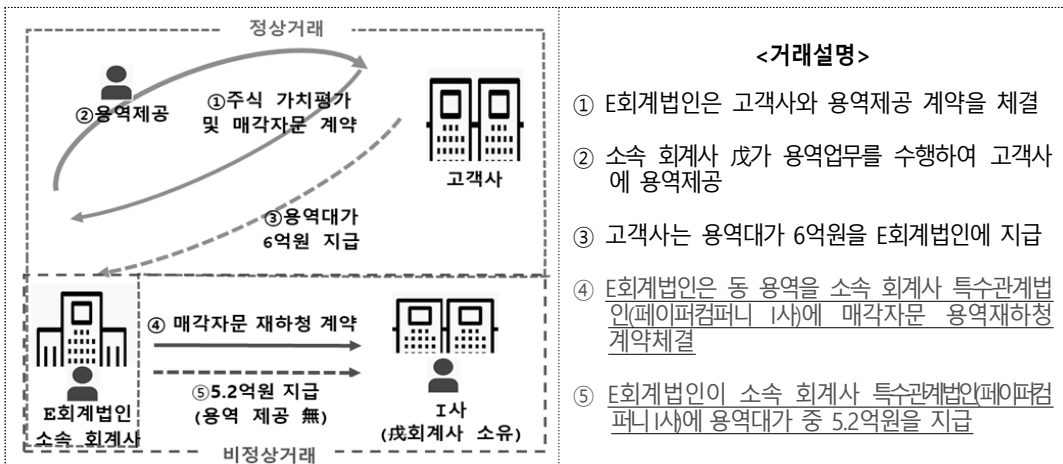 정상거래
②용역제공
①주식 가치평가
및 매각자문 계약
고객사
③용역대가
6억원 지급
④ 매각자문 재하청 계약
⑤5.2억원 지급
(용역 제공 無)
E회계법인
소속 회계사
I사
(戊회계사 소유)
비정상거래
<거래설명>
① E회계법인은 고객사와 용역제공 계약을 체결
② 소속 회계사 戊가 용역업무를 수행하여 고객사
에 용역제공
③ 고객사는 용역대가 6억원을 E회계법인에 지급
④ E회계법인은 동 용역을 소속 회계사 특수관계법
인(페이퍼컴퍼니 I사)에 매각자문 용역재하청
계약체결
⑤ E회계법인이 소속 회계사 특수관계법인(페이퍼컴
퍼니 I사)에 용역대가 중 5.2억원을 지급